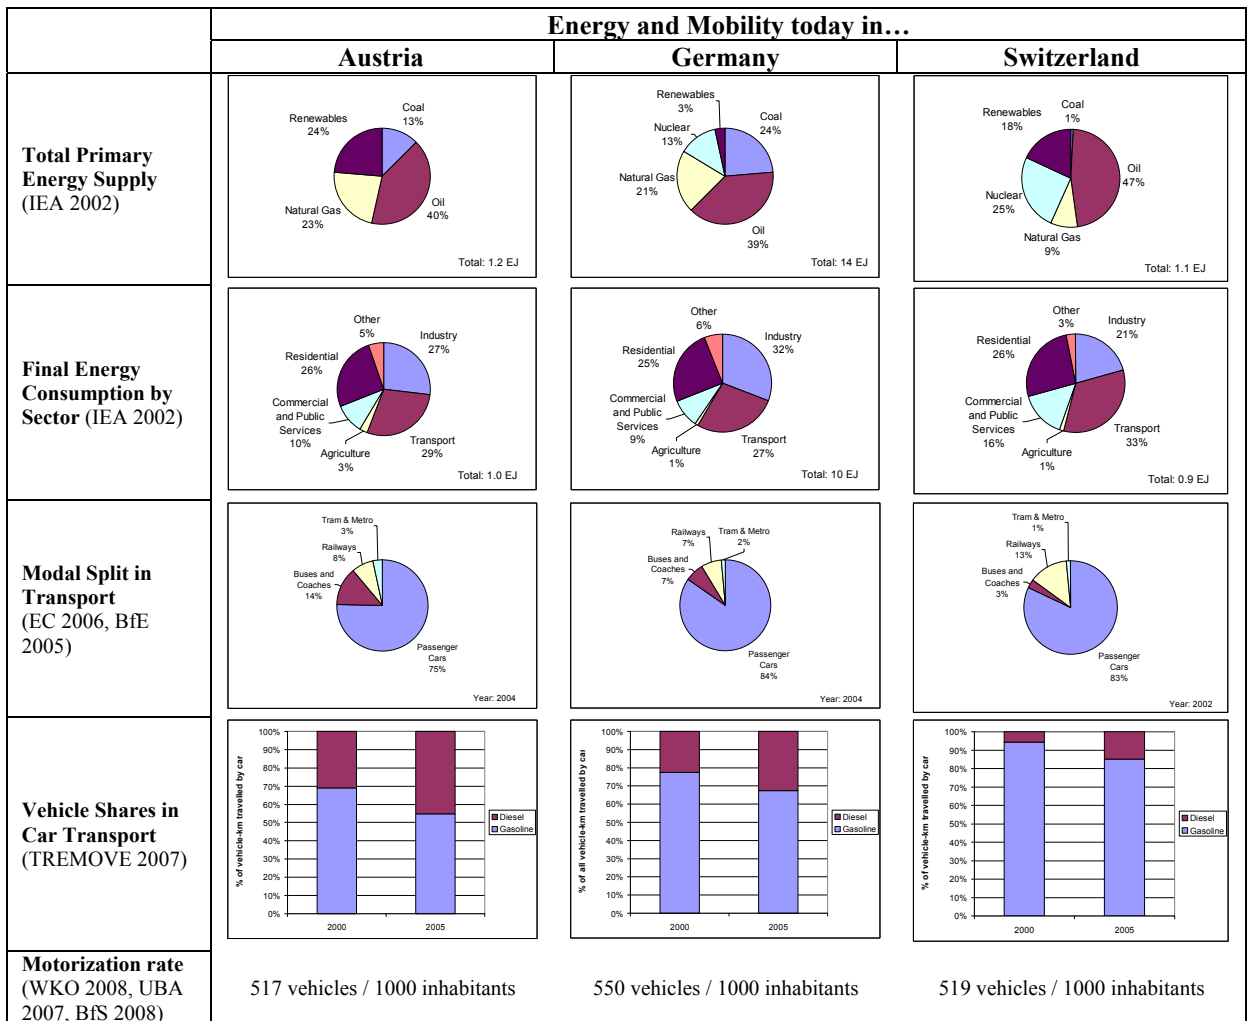 Energy and Mobility today in…
Austria
Germany
Switzerland
Total Primary
Energy Supply
(IEA 2002)
Renewables
24%
Coal
13%
Natural Gas
23%
Oil
40%
Total: 1.2 EJ
Renewables
3%
Nuclear
13%
Coal
24%
Natural Gas
21%
Oil
39%
Total: 14 EJ
Coal
1%
Renewables
18%
Oil
47%
Nuclear
25%
Natural Gas
9%
Total: 1.1 EJ
Final Energy
Consumption by
Sector (IEA 2002)
Other
5%
Industry
27%
Residential
26%
Commercial
and Public
Services
10%
Agriculture
3%
Transport
29%
Total: 1.0 EJ
Other
6%
Industry
32%
Residential
25%
Commercial
and Public
Services
9%
Agriculture
1%
Transport
27%
Total: 10 EJ
Other
3%
Industry
21%
Residential
26%
Commercial
and Public
Services
16%
Agriculture
1%
Transport
33%
Total: 0.9 EJ
Modal Split in
Transport
(EC 2006, BfE
2005)
Tram & Metro
3%
Railways
8%
Buses and
Coaches
14%
Passenger
Cars
75%
Year: 2004
Railways
7%
Tram & Metro
2%
Buses and
Coaches
7%
Passenger
Cars
84%
Year: 2004
Tram & Metro
1%
Railways
13%
Buses and
Coaches
3%
Passenger
Cars
83%
Year: 2002
Vehicle Shares in
Car Transport
(TREMOVE 2007)
% of vehicle-km travelled by car
100%
90%
80%
70%
60%
50%
40%
30%
20%
10%
0%
2000
2005
Diesel
Gasoline
% of all vehicle-km travelled by car
100%
90%
80%
70%
60%
50%
40%
30%
20%
10%
0%
2000
2005
Diesel
Gasoline
% of vehicle-km travelled by car
100%
90%
80%
70%
60%
50%
40%
30%
20%
10%
0%
2000
2005
Diesel
Gasoline
Motorization rate
(WKO 2008, UBA
2007, BfS 2008)
517 vehicles / 1000 inhabitants
550 vehicles / 1000 inhabitants
519 vehicles / 1000 inhabitants